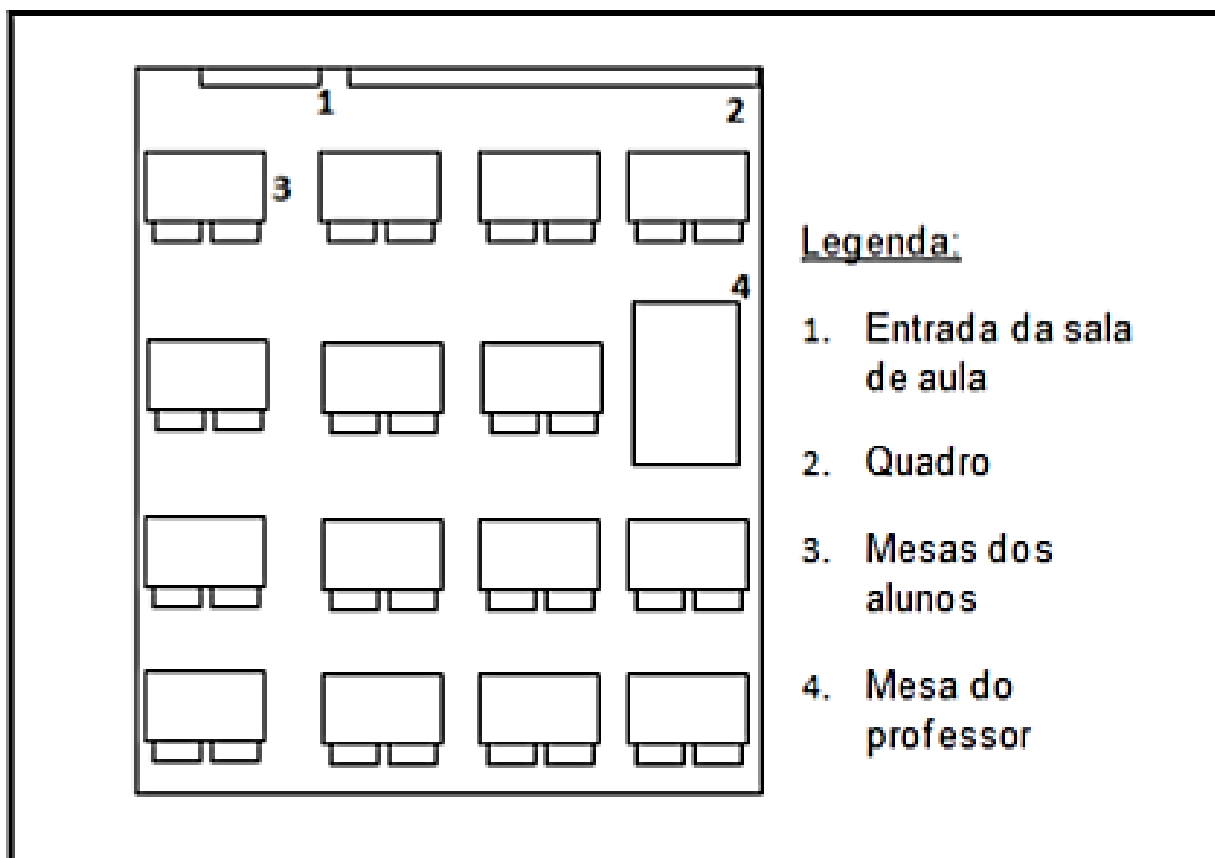 1
2
3
4
Legenda:
1. Entrada da sala
de aula
2. Quadro
3. Mesas dos
alunos
4. Mesa do
professor